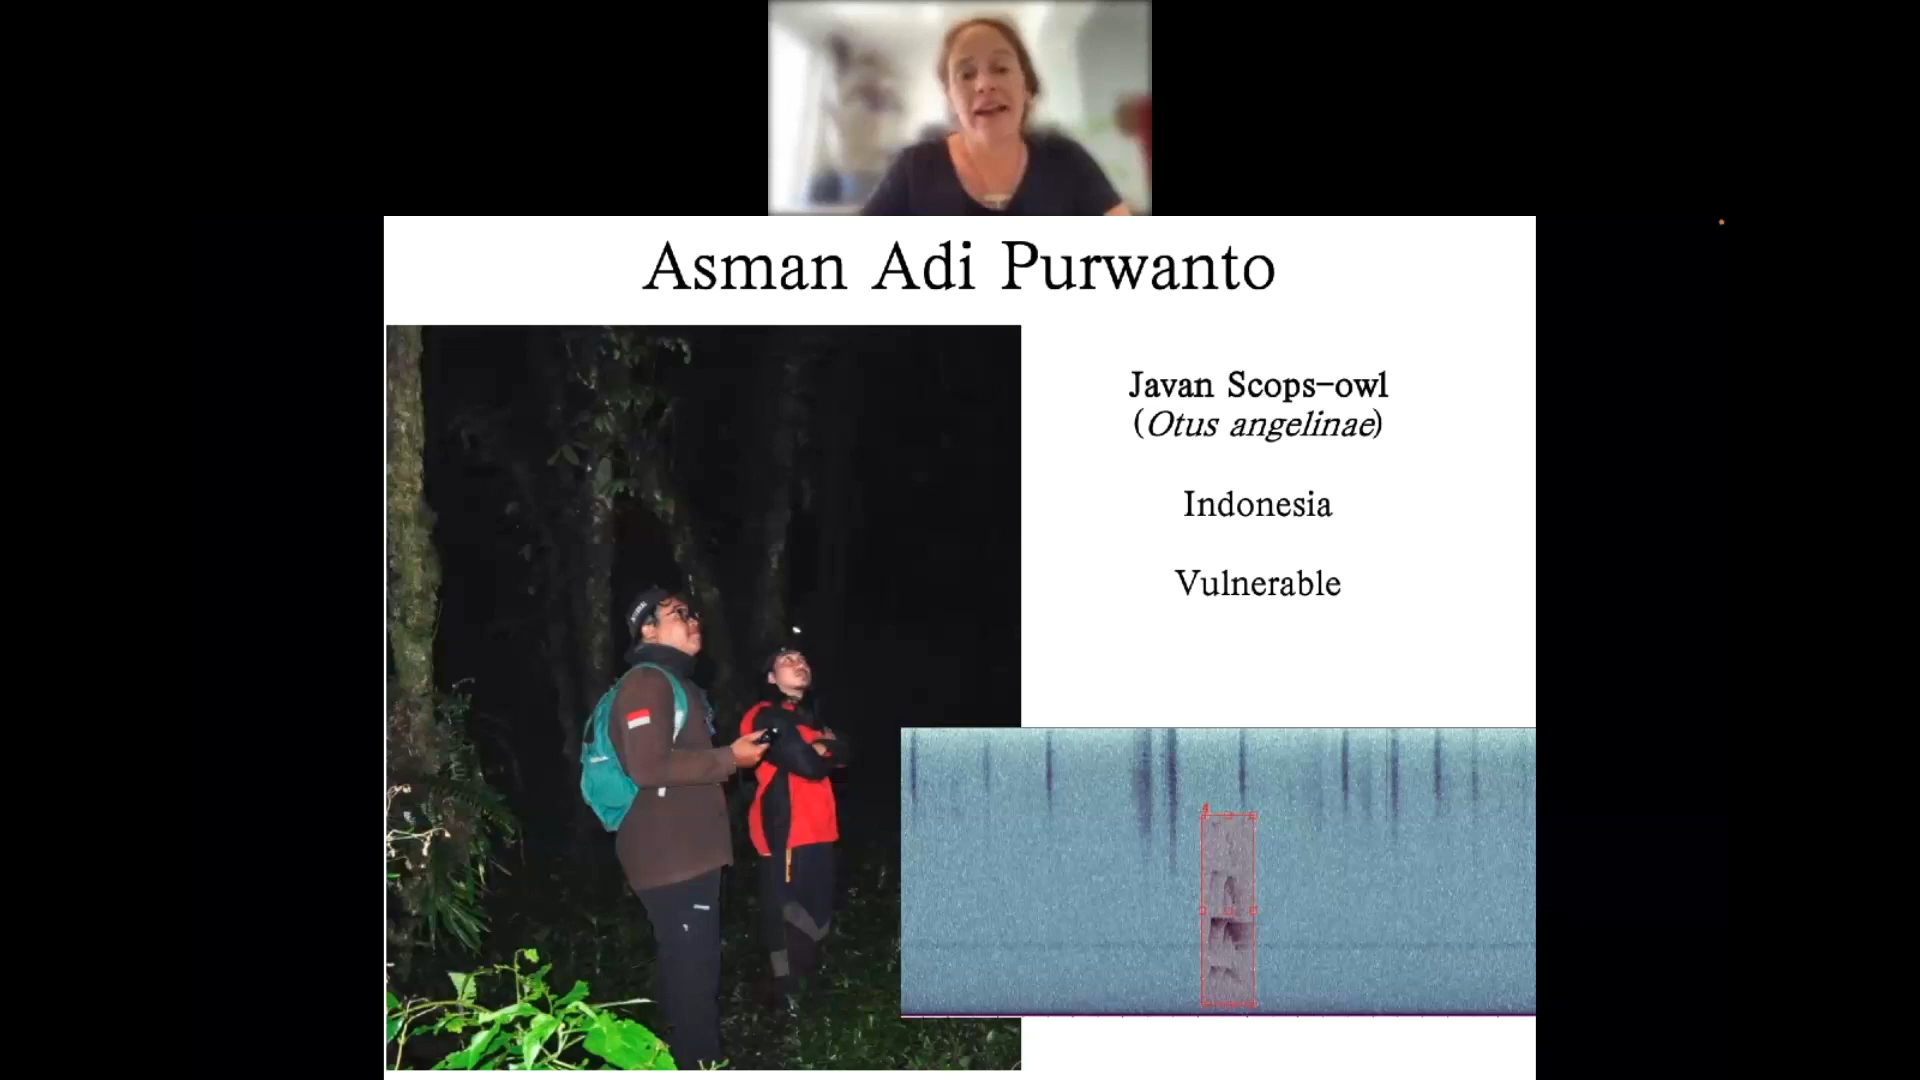 Asman Adi Purwanto
Javan Scops-owl
(Otus angelinae)
Indonesia
Vulnerable